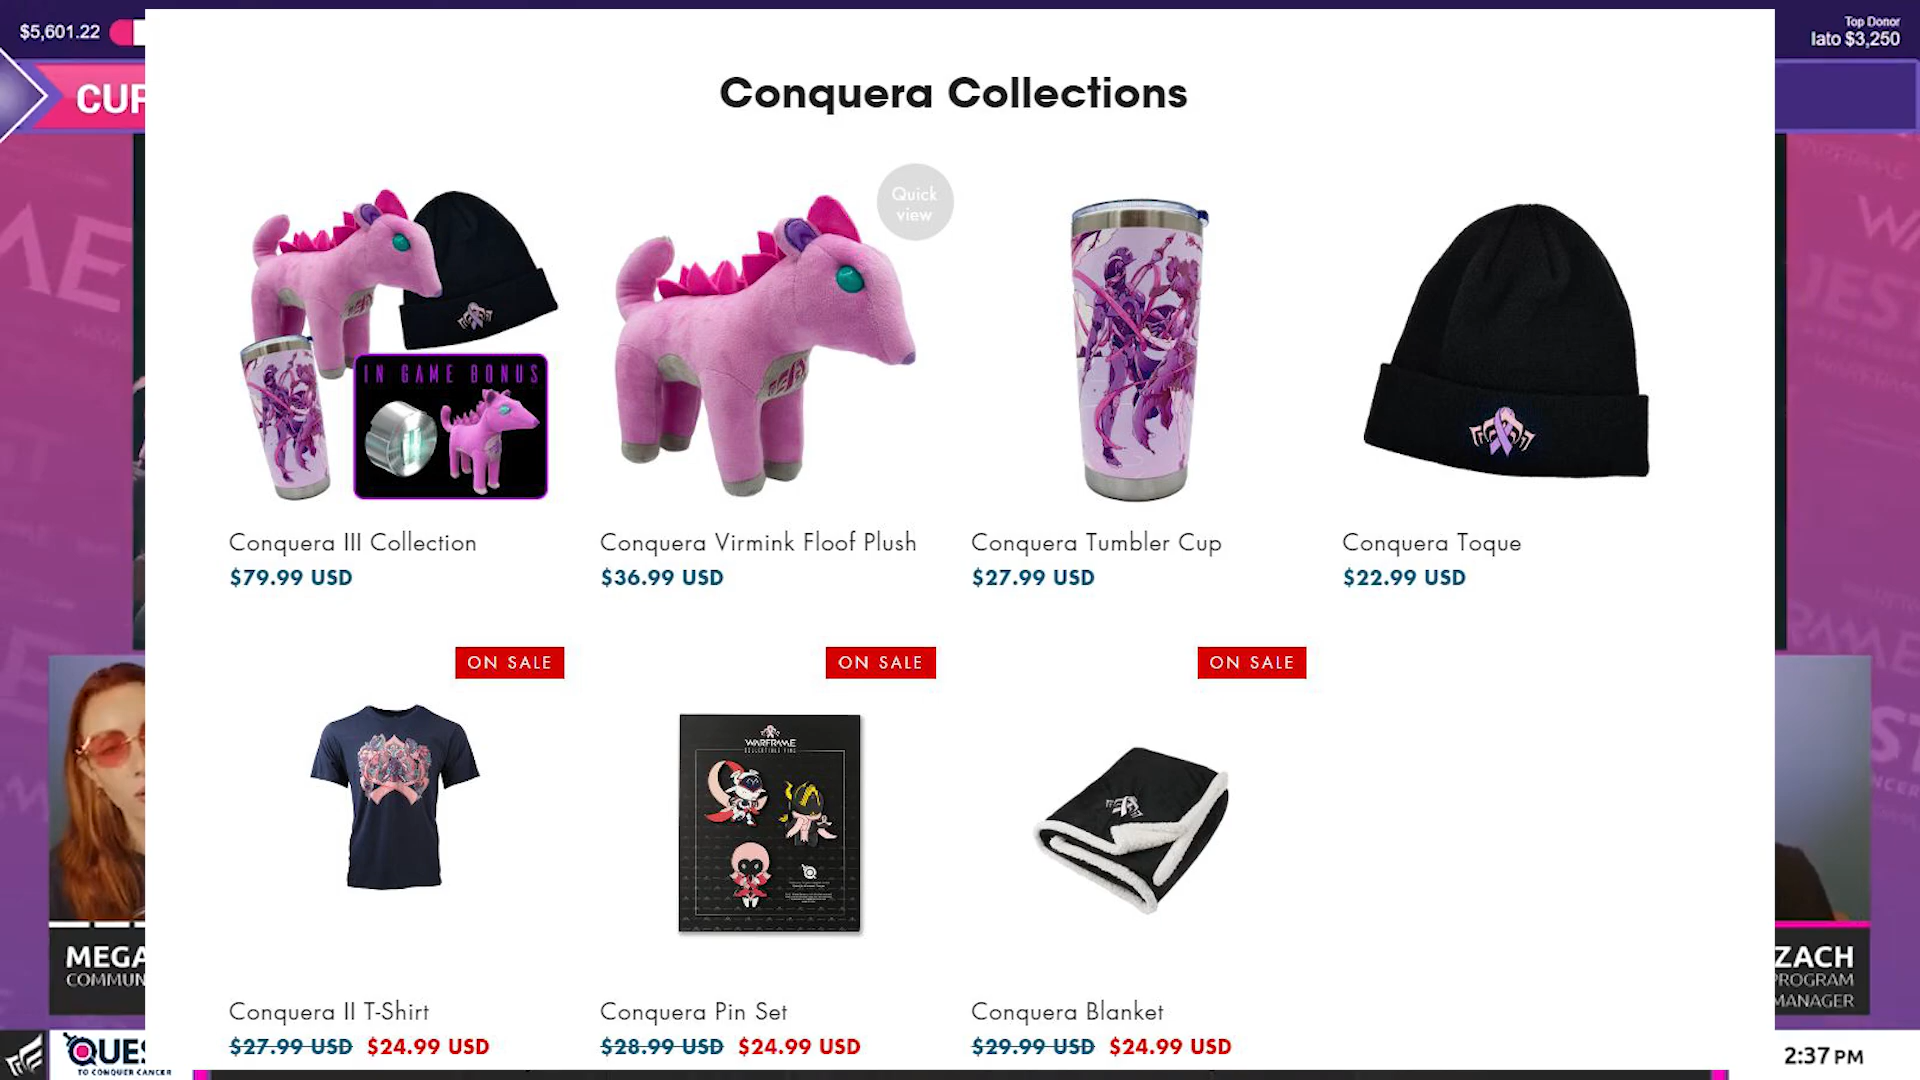 $5,601.22
Top Donor
lato $3,250
CUP
Conquera Collections
Quick
view
IN GAME BONUS
Conquera III Collection
$79.99 USD
Conquera Virmink Floof Plush
$36.99 USD
Conquera Tumbler Cup
$27.99 USD
Conquera Toque
$22.99 USD
ON SALE
ON SALE
ON SALE
WARFRAME
COLLECTIBLE PINS
Conquera II T-Shirt
$27.99 USD $24.99 USD
Conquera Pin Set
$28.99 USD $24.99 USD
Conquera Blanket
$29.99 USD $24.99 USD
MEGA
COMMUN
ZACH
PROGRAM
MANAGER
QUES
TO CONQUER CANCER
2:37 PM